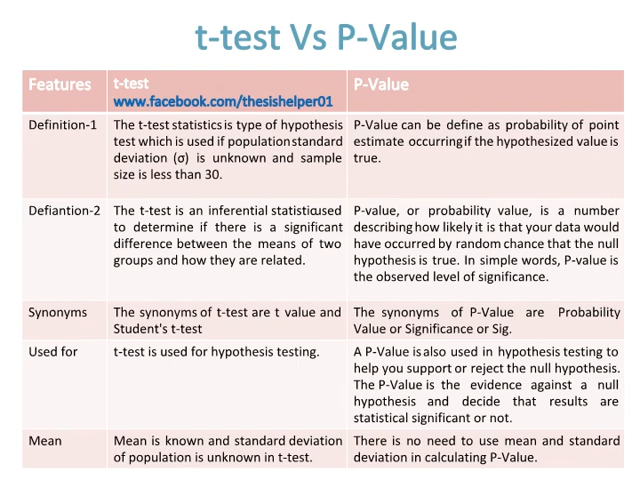 t-test Vs P-Value
Features
t-test
www.facebook.com/thesishelper01
P-Value
Definition-1
The t-test statistics is type of hypothesis
test which is used if population standard
deviation (σ) is unknown and sample
size is less than 30.
P-Value can be define as probability of point
estimate occurring if the hypothesized value is
true.
Defiantion-2
The t-test is an inferential statistic used
to determine if there is a significant
difference between the means of two
groups and how they are related.
P-value, or probability value, is a number
describing how likely it is that your data would
have occurred by random chance that the null
hypothesis is true. In simple words, P-value is
the observed level of significance.
Synonyms
The synonyms of t-test are t value and
Student's t-test
The synonyms of P-Value are Probability
Value or Significance or Sig.
Used for
t-test is used for hypothesis testing.
A P-Value is also used in hypothesis testing to
help you support or reject the null hypothesis.
The P-Value is the evidence against a null
hypothesis and decide that results are
statistical significant or not.
Mean
Mean is known and standard deviation
of population is unknown in t-test.
There is no need to use mean and standard
deviation in calculating P-Value.